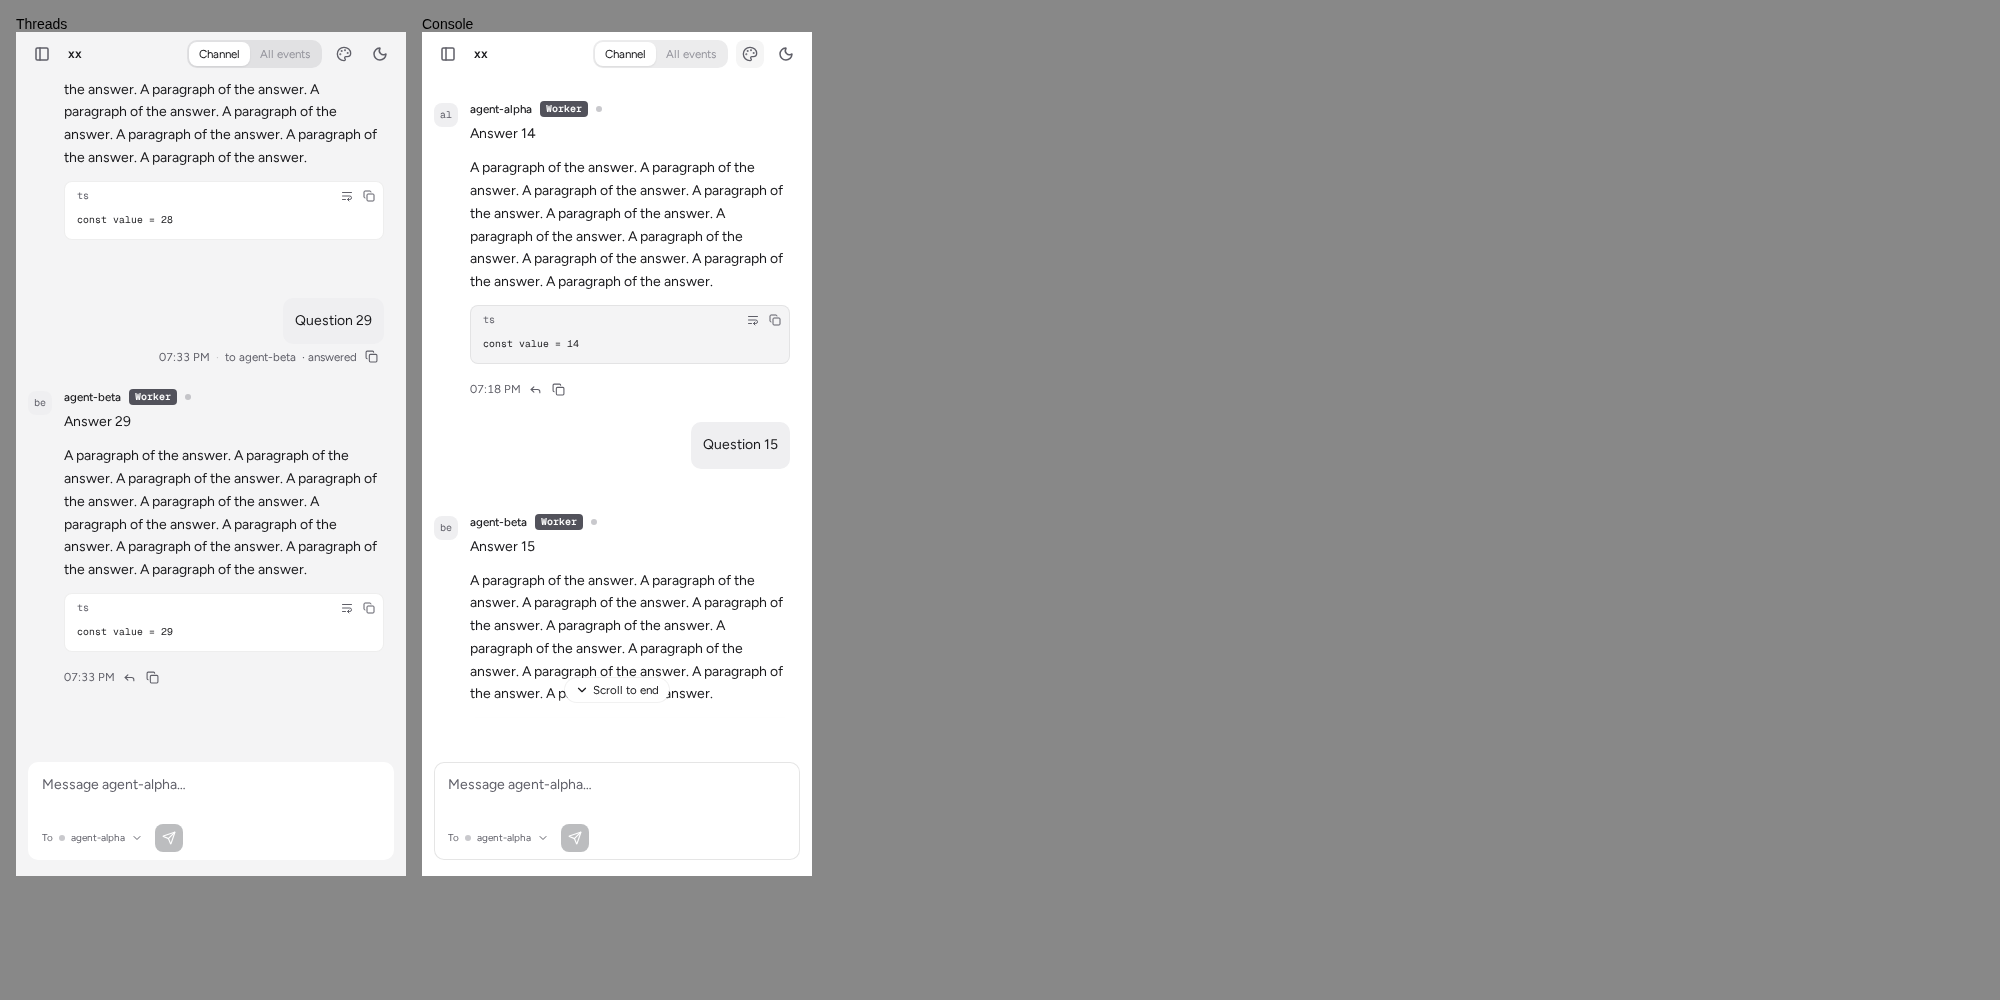 Threads
xx
Channel
All events
the answer. A paragraph of the answer. A
paragraph of the answer. A paragraph of the
answer. A paragraph of the answer. A paragraph of
the answer. A paragraph of the answer.
ts
const value = 28
Question 29
07:33 PM · to agent-beta · answered
be
agent-beta Worker
Answer 29
A paragraph of the answer. A paragraph of the
answer. A paragraph of the answer. A paragraph of
the answer. A paragraph of the answer. A
paragraph of the answer. A paragraph of the
answer. A paragraph of the answer. A paragraph of
the answer. A paragraph of the answer.
ts
const value = 29
07:33 PM
Message agent-alpha...
To agent-alpha
Console
xx
Channel
All events
al
agent-alpha Worker
Answer 14
A paragraph of the answer. A paragraph of the
answer. A paragraph of the answer. A paragraph of
the answer. A paragraph of the answer. A
paragraph of the answer. A paragraph of the
answer. A paragraph of the answer. A paragraph of
the answer. A paragraph of the answer.
ts
const value = 14
07:18 PM
Question 15
be
agent-beta Worker
Answer 15
A paragraph of the answer. A paragraph of the
answer. A paragraph of the answer. A paragraph of
the answer. A paragraph of the answer. A
paragraph of the answer. A paragraph of the
answer. A paragraph of the answer. A paragraph of
the answer. A p answer.
Scroll to end
Message agent-alpha...
To agent-alpha